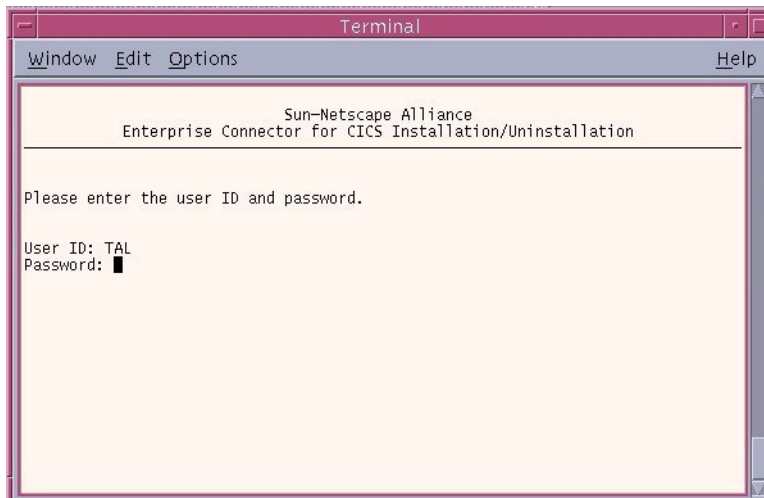 Terminal
Window Edit Options Help
Sun-Netscape Alliance
Enterprise Connector for CICS Installation/Uninstallation
Please enter the user ID and password.
User ID: TAL
Password: